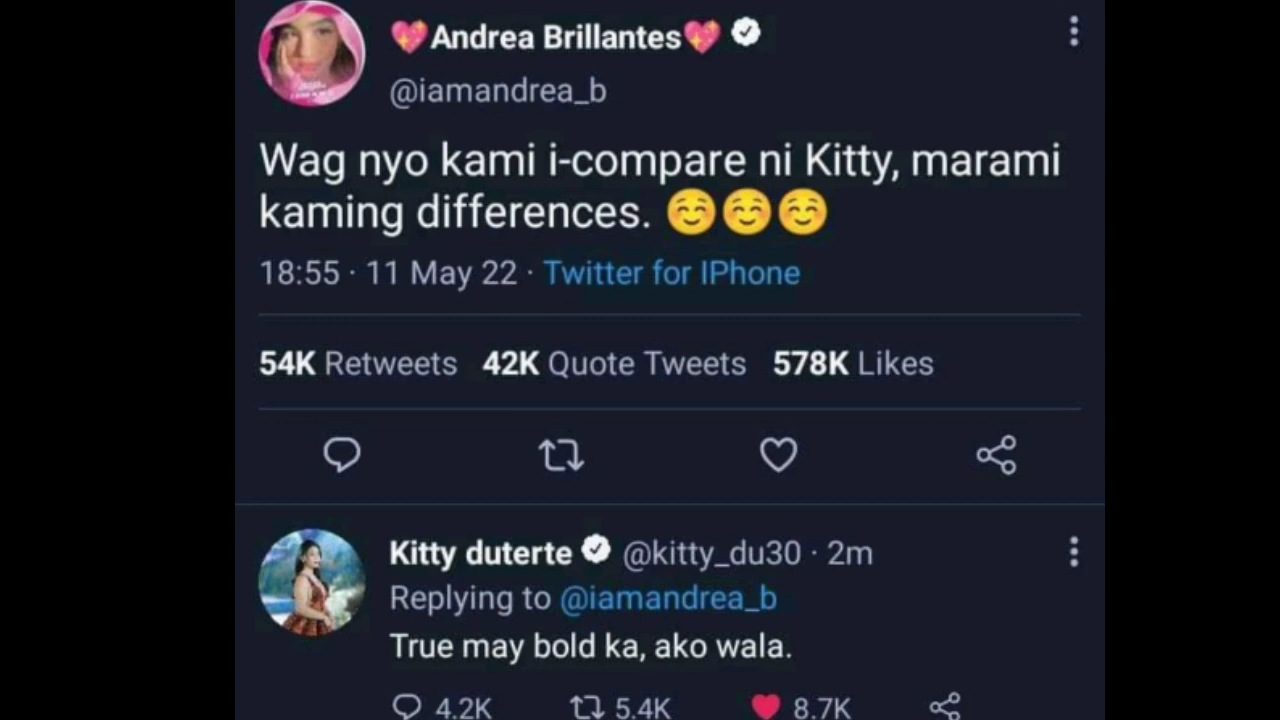 💖Andrea Brillantes💖
@iamandrea_b
Wag nyo kami i-compare ni Kitty, marami
kaming differences. ☺️☺️☺️
18:55 · 11 May 22 · Twitter for IPhone
54K Retweets 42K Quote Tweets 578K Likes
Kitty duterte @kitty_du30 · 2m
Replying to @iamandrea_b
True may bold ka, ako wala.
4.2K 5.4K 8.7K